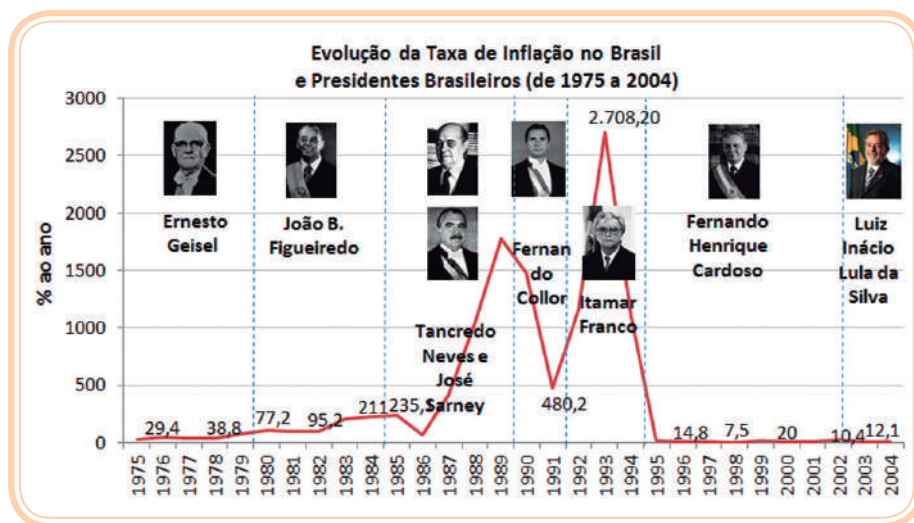 Evolução da Taxa de Inflação no Brasil
e Presidentes Brasileiros (de 1975 a 2004)
% ao ano
3000
2500
2000
1500
1000
500
0
Ernesto
Geisel
João B.
Figueiredo
Tancredo
Neves e
José
Sarney
Fernan
do
Collor
Itamar
Franco
Fernando
Henrique
Cardoso
Luiz
Inácio
Lula da
Silva
29,4
38,8
77,2
95,2
211
480,2
2.708,20
14,8
7,5
20
10,4
12,1
1975
1976
1977
1978
1979
1980
1981
1982
1983
1984
1985
1986
1987
1988
1989
1990
1991
1992
1993
1994
1995
1996
1997
1998
1999
2000
2001
2002
2003
2004